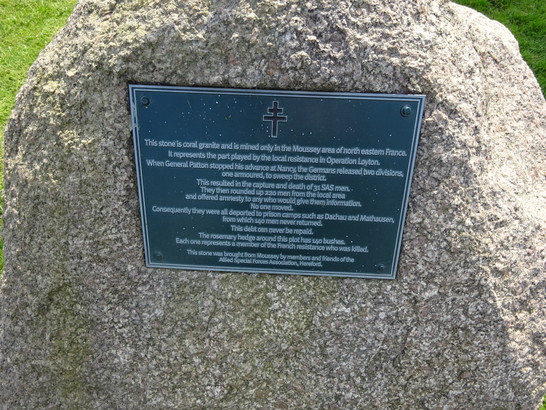 This stone is coral granite and is mined only in the Moussey area of north eastern France.
It represents the part played by the local resistance in Operation Loyton.
When General Patton stopped his advance at Nancy, the Germans released two divisions,
one armoured, to sweep the district.
This resulted in the capture and death of 31 SAS men.
They then rounded up 220 men from the local area
and offered amnesty to any who would give them information.
No one moved.
Consequently they were all deported to prison camps such as Dachau and Mathausen,
from which 140 men never returned.
This debt can never be repaid.
The rosemary hedge around this plot has 140 bushes.
Each one represents a member of the French resistance who was killed.
This stone was brought from Moussey by members and friends of the
Allied Special Forces Association, Hereford.